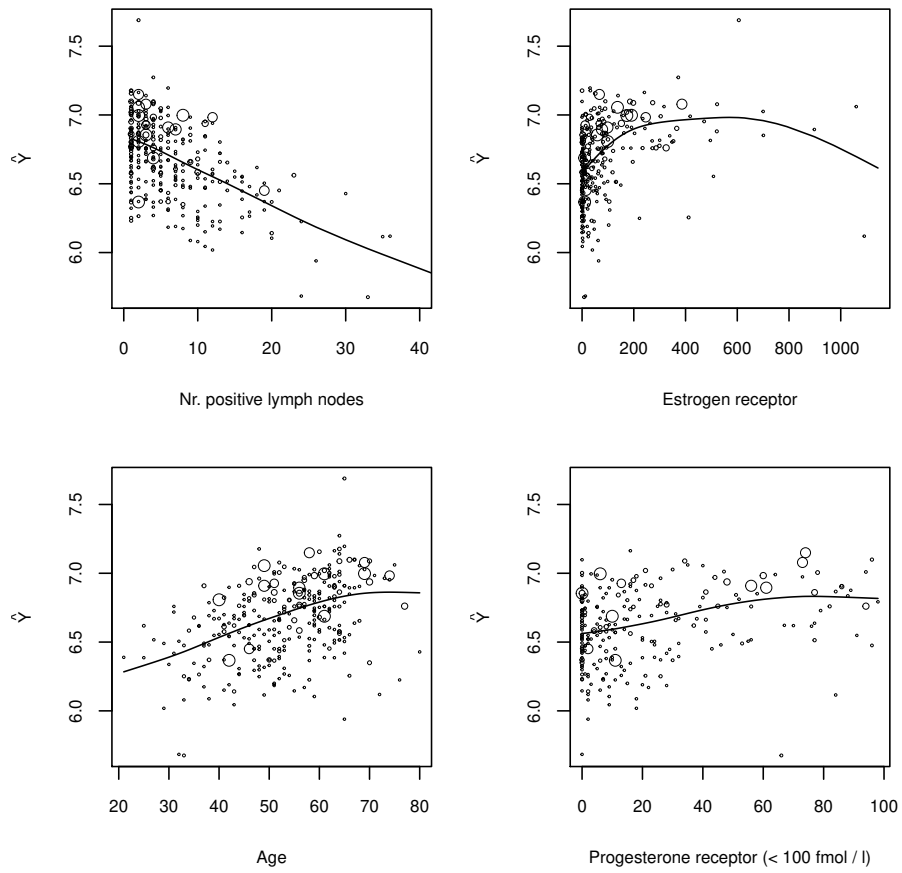 7.5
7.0
6.5
6.0
Ŷ
0 10 20 30 40
Nr. positive lymph nodes
7.5
7.0
6.5
6.0
Ŷ
0 200 400 600 800 1000
Estrogen receptor
7.5
7.0
6.5
6.0
Ŷ
20 30 40 50 60 70 80
Age
7.5
7.0
6.5
6.0
Ŷ
0 20 40 60 80 100
Progesterone receptor (< 100 fmol / l)